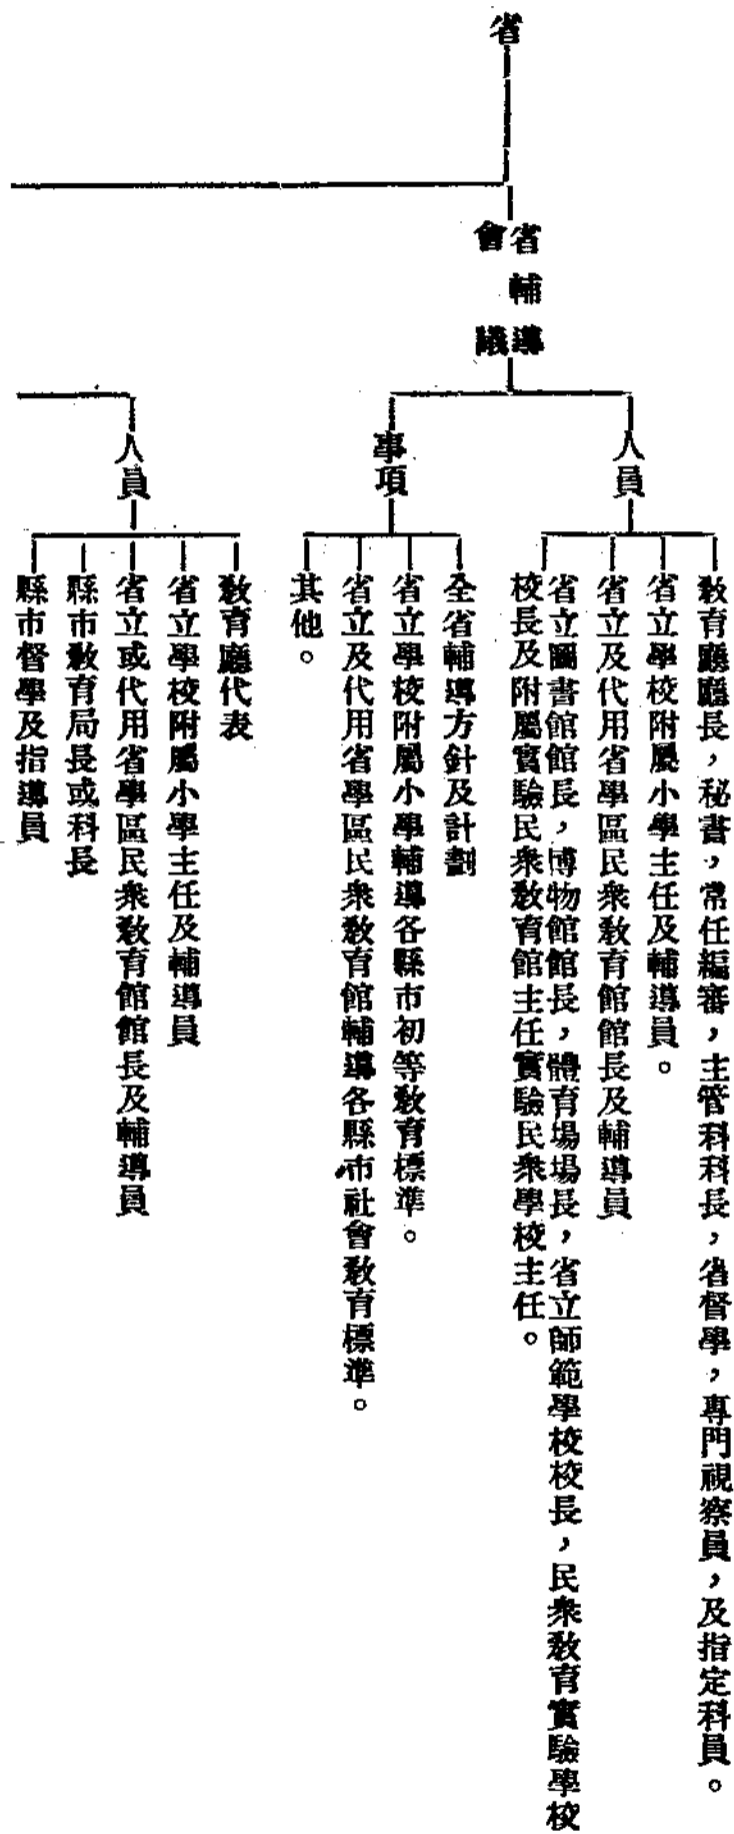 省
省輔導
會議
人員
教育廳廳長，秘書，常任編審，主管科科長，省督學，專門視察員，及指定科員。
省立學校附屬小學主任及輔導員。
省立及代用省學區民衆教育館館長及輔導員
省立圖書館館長，博物館館長，體育場場長，省立師範學校校長，民衆教育實驗學校
校長及附屬實驗民衆教育館主任實驗民衆學校主任。
事項
全省輔導方針及計劃
省立學校附屬小學輔導各縣市初等教育標準。
省立及代用省學區民衆教育館輔導各縣市社會教育標準。
其他。
人員
教育廳代表
省立學校附屬小學主任及輔導員
省立或代用省學區民衆教育館館長及輔導員
縣市教育局長或科長
縣市督學及指導員